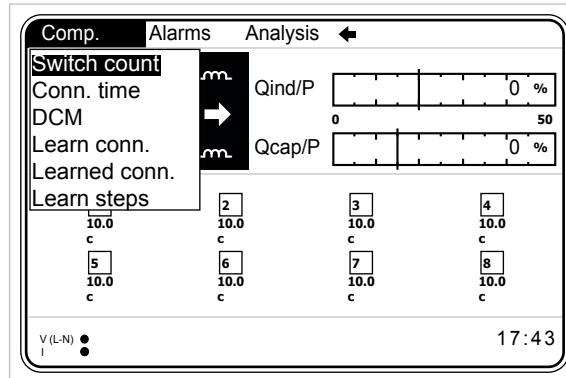 Comp. Alarms Analysis
Switch count
Conn. time
DCM
Learn conn.
Learned conn.
Learn steps
Qind/P 0 %
0 50
Qcap/P 0 %
2 3 4
10.0 10.0 10.0 10.0
c c c c
5 6 7 8
10.0 10.0 10.0 10.0
c c c c
V (L-N)
I
17:43